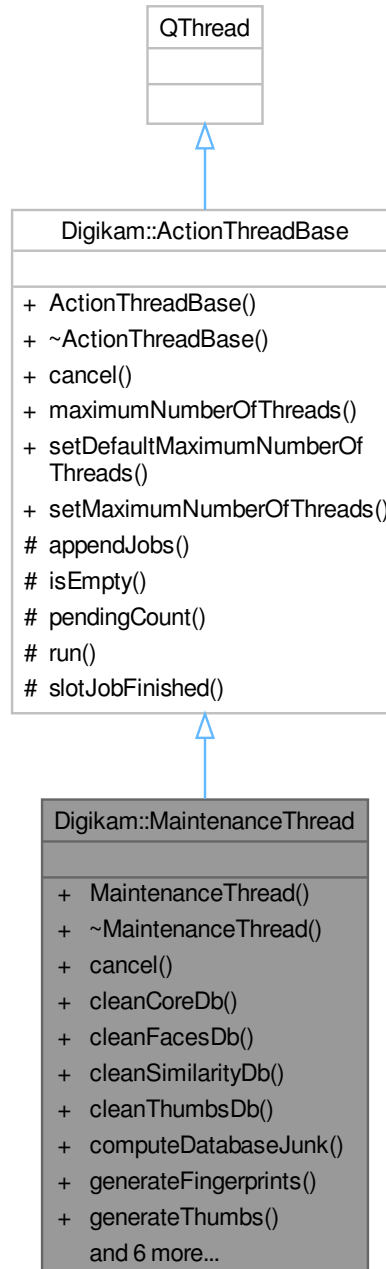 QThread
Digikam::ActionThreadBase
+ ActionThreadBase()
+ ~ActionThreadBase()
+ cancel()
+ maximumNumberOfThreads()
+ setDefaultMaximumNumberOf
Threads()
+ setMaximumNumberOfThreads()
# appendJobs()
# isEmpty()
# pendingCount()
# run()
# slotJobFinished()
Digikam::MaintenanceThread
+ MaintenanceThread()
+ ~MaintenanceThread()
+ cancel()
+ cleanCoreDb()
+ cleanFacesDb()
+ cleanSimilarityDb()
+ cleanThumbsDb()
+ computeDatabaseJunk()
+ generateFingerprints()
+ generateThumbs()
and 6 more...